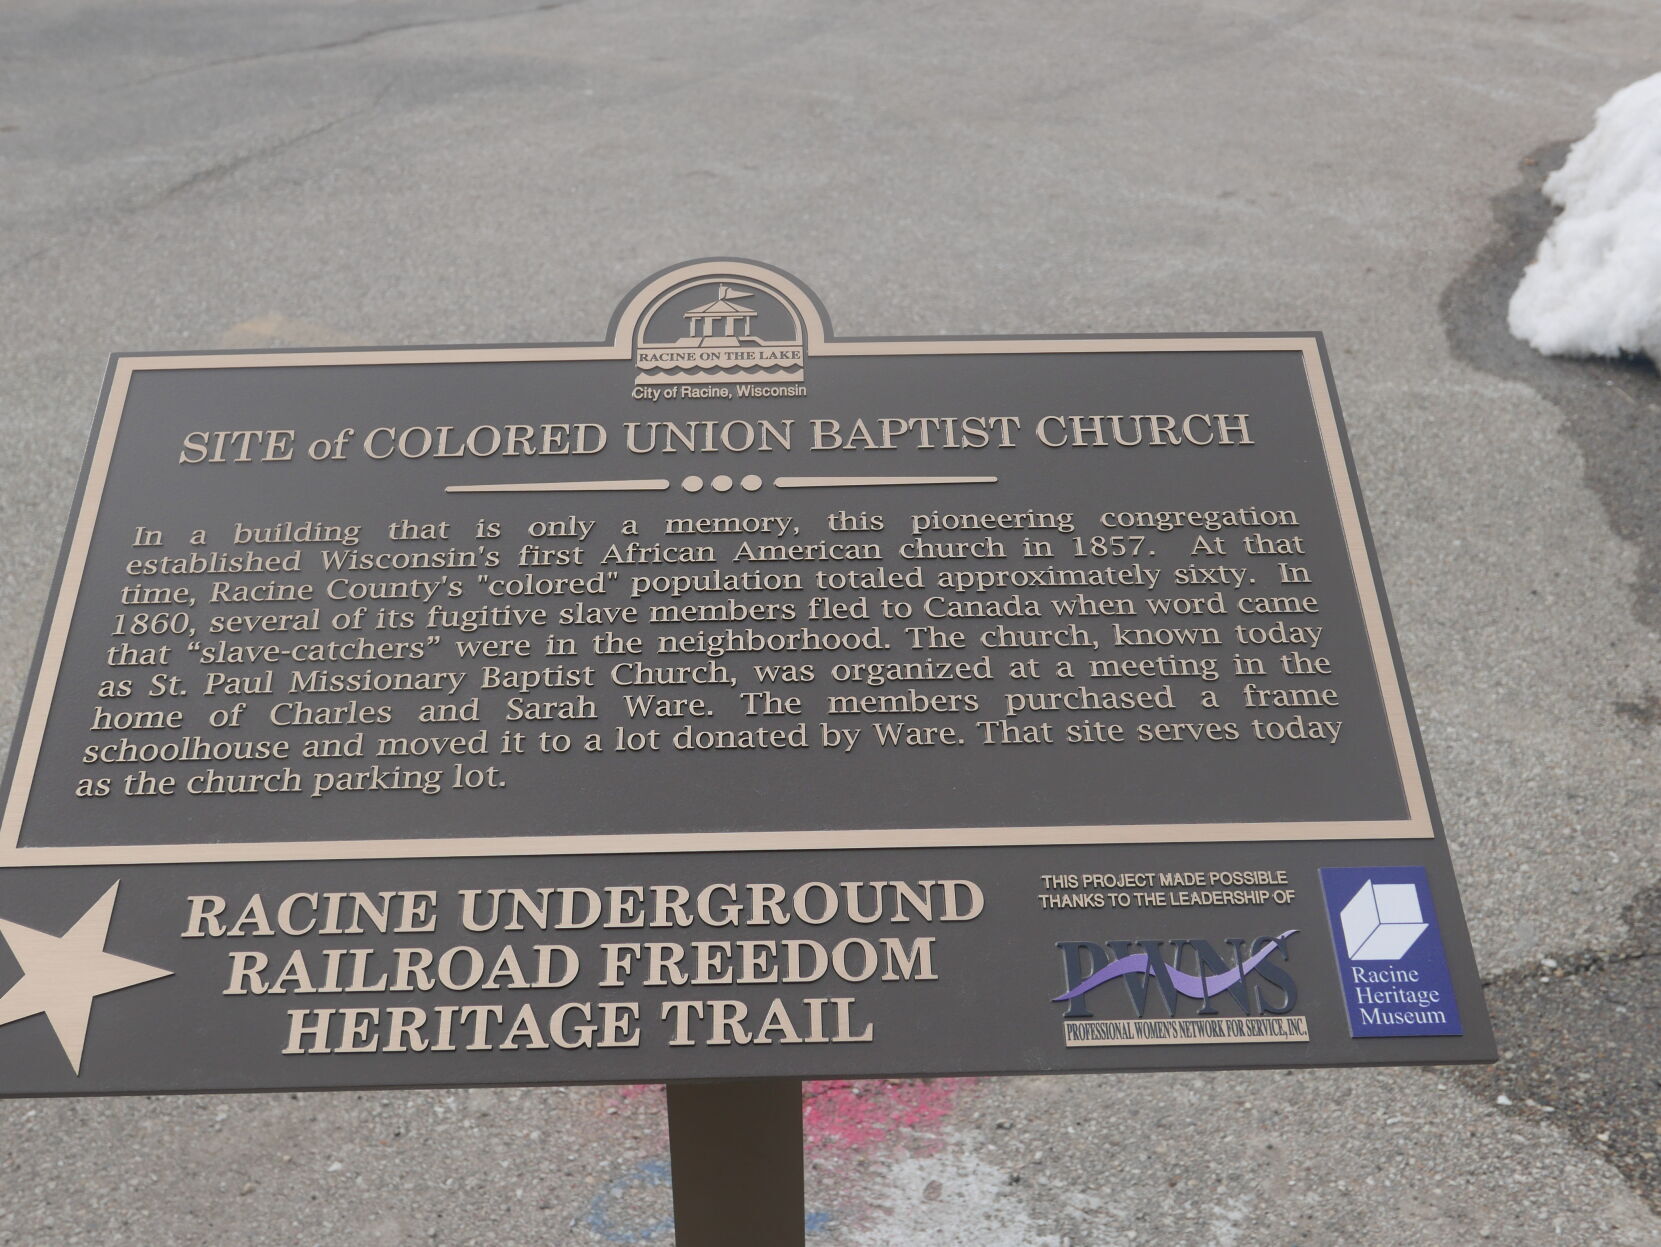 RACINE ON THE LAKE
City of Racine, Wisconsin
SITE of COLORED UNION BAPTIST CHURCH
In a building that is only a memory, this pioneering congregation
established Wisconsin's first African American church in 1857. At that
time, Racine County's "colored" population totaled approximately sixty. In
1860, several of its fugitive slave members fled to Canada when word came
that “slave-catchers” were in the neighborhood. The church, known today
as St. Paul Missionary Baptist Church, was organized at a meeting in the
home of Charles and Sarah Ware. The members purchased a frame
schoolhouse and moved it to a lot donated by Ware. That site serves today
as the church parking lot.
RACINE UNDERGROUND
RAILROAD FREEDOM
HERITAGE TRAIL
THIS PROJECT MADE POSSIBLE
THANKS TO THE LEADERSHIP OF
PWNS
PROFESSIONAL WOMEN'S NETWORK FOR SERVICE, INC.
Racine
Heritage
Museum